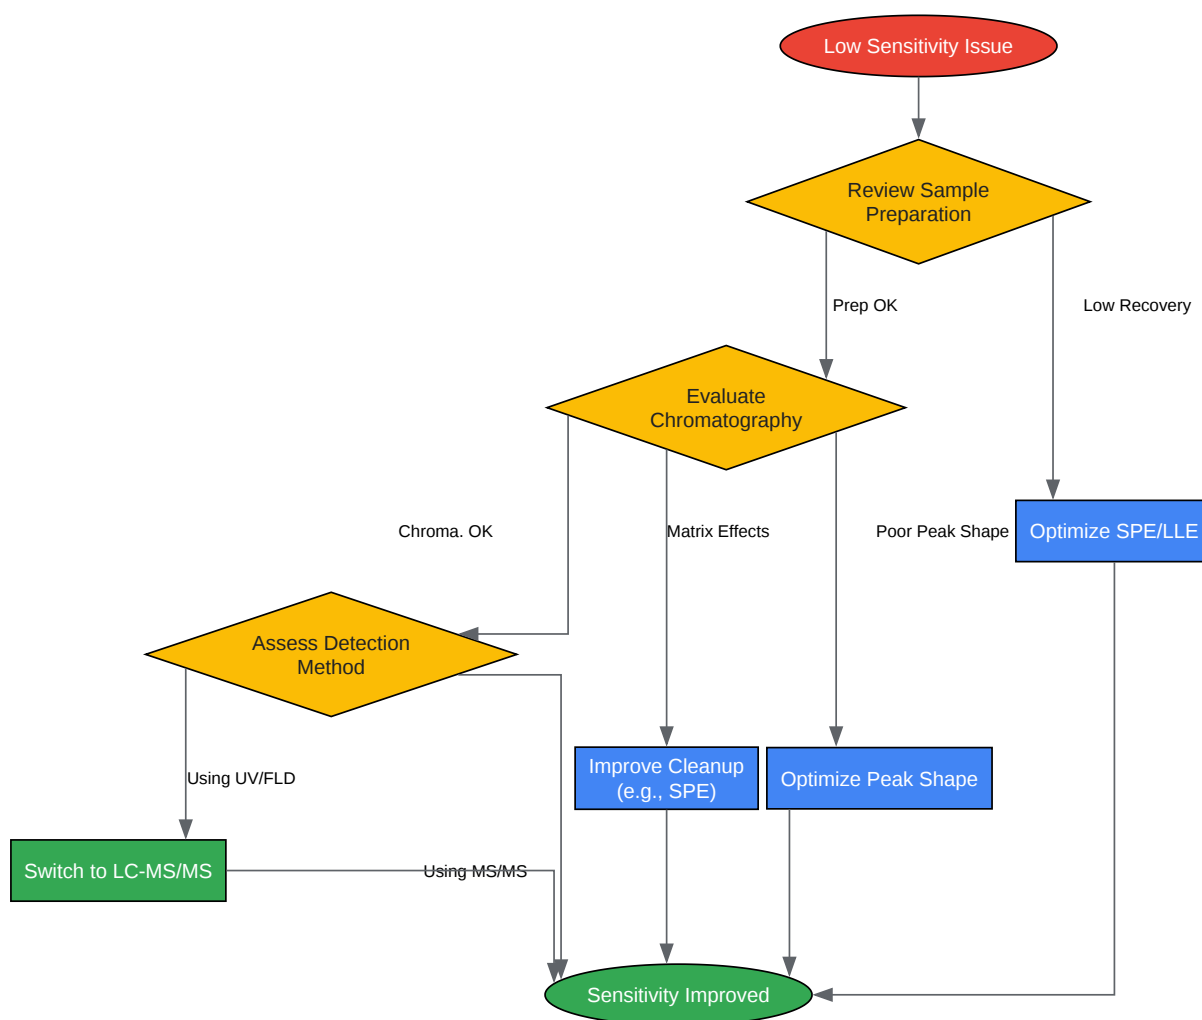 Low Sensitivity Issue
Review Sample
Preparation
Prep OK
Low Recovery
Evaluate
Chromatography
Chroma. OK
Matrix Effects
Poor Peak Shape
Optimize SPE/LLE
Assess Detection
Method
Using UV/FLD
Improve Cleanup
(e.g., SPE)
Optimize Peak Shape
Switch to LC-MS/MS
Using MS/MS
Sensitivity Improved